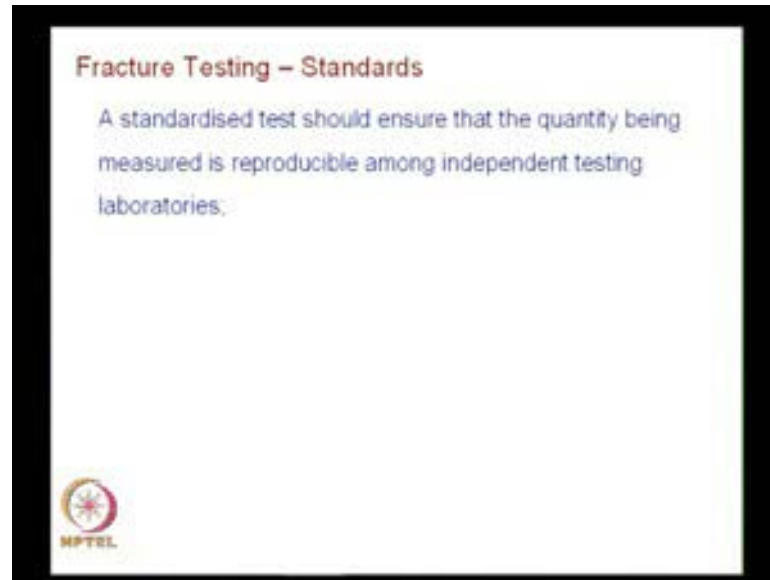 Fracture Testing – Standards
A standardised test should ensure that the quantity being
measured is reproducible among independent testing
laboratories;
NPTEL